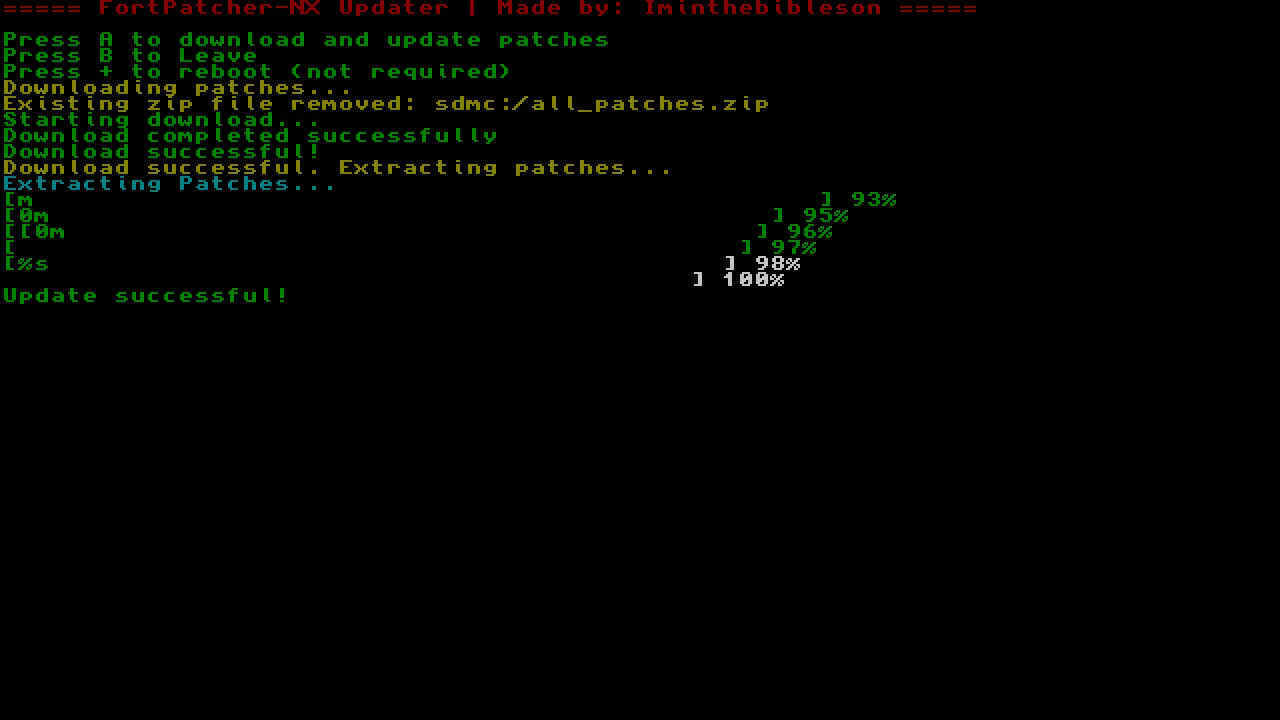 ===== FortPatcher-NX Updater | Made by: Iminthebibleson =====
Press A to download and update patches
Press B to Leave
Press + to reboot (not required)
Downloading patches...
Existing zip file removed: sdmc:/all_patches.zip
Starting download...
Download completed successfully
Download successful!
Download successful. Extracting patches...
Extracting Patches...
[m ] 93%
[0m ] 95%
[[0m ] 96%
[ ] 97%
[%s ] 98%
] 100%
Update successful!